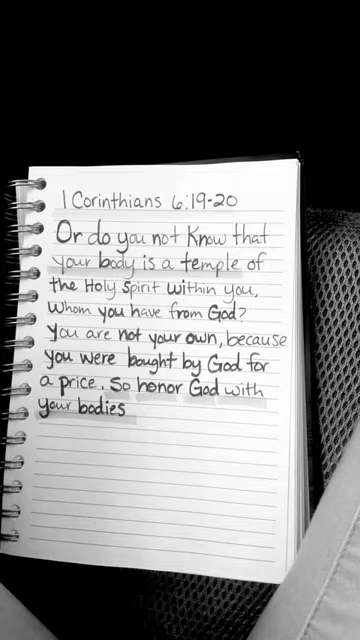 1 Corinthians 6:19-20
Or do you not know that
your body is a temple of
the Holy Spirit within you,
whom you have from God?
You are not your own, because
you were bought by God for
a price. So honor God with
your bodies